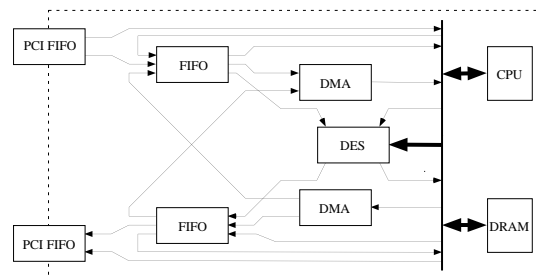 PCI FIFO
FIFO
DMA
CPU
DES
DMA
FIFO
PCI FIFO
DRAM